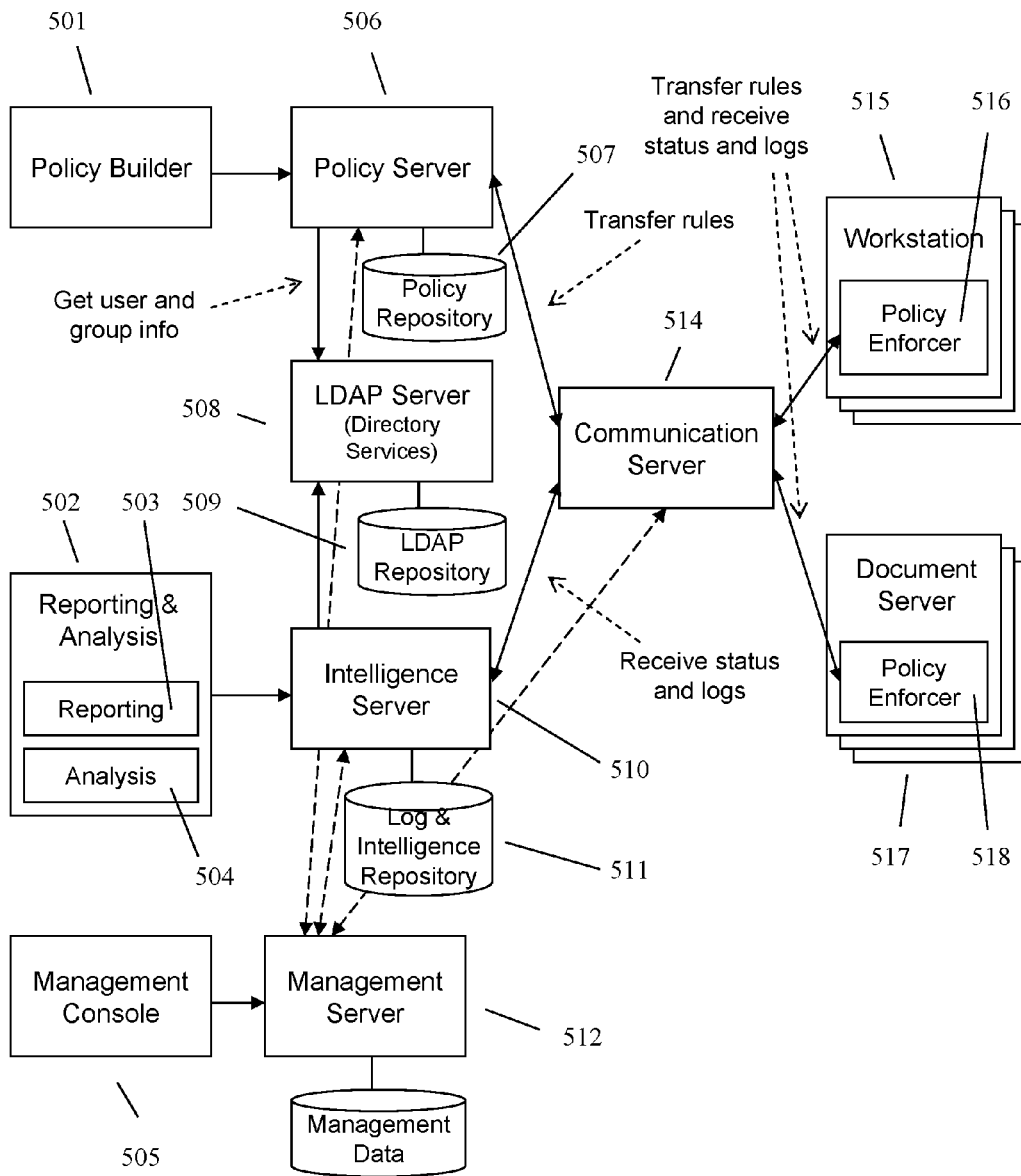 501
506
Transfer rules
and receive
status and logs
515
516
Policy Builder
Policy Server
507
Transfer rules
Workstation
Policy
Enforcer
Get user and
group info
Policy
Repository
514
508
LDAP Server
(Directory
Services)
Communication
Server
502
503
509
LDAP
Repository
Document
Server
Policy
Enforcer
Reporting &
Analysis
Reporting
Analysis
Intelligence
Server
Receive status
and logs
510
Log &
Intelligence
Repository
504
511
517
518
Management
Console
Management
Server
512
505
Management
Data